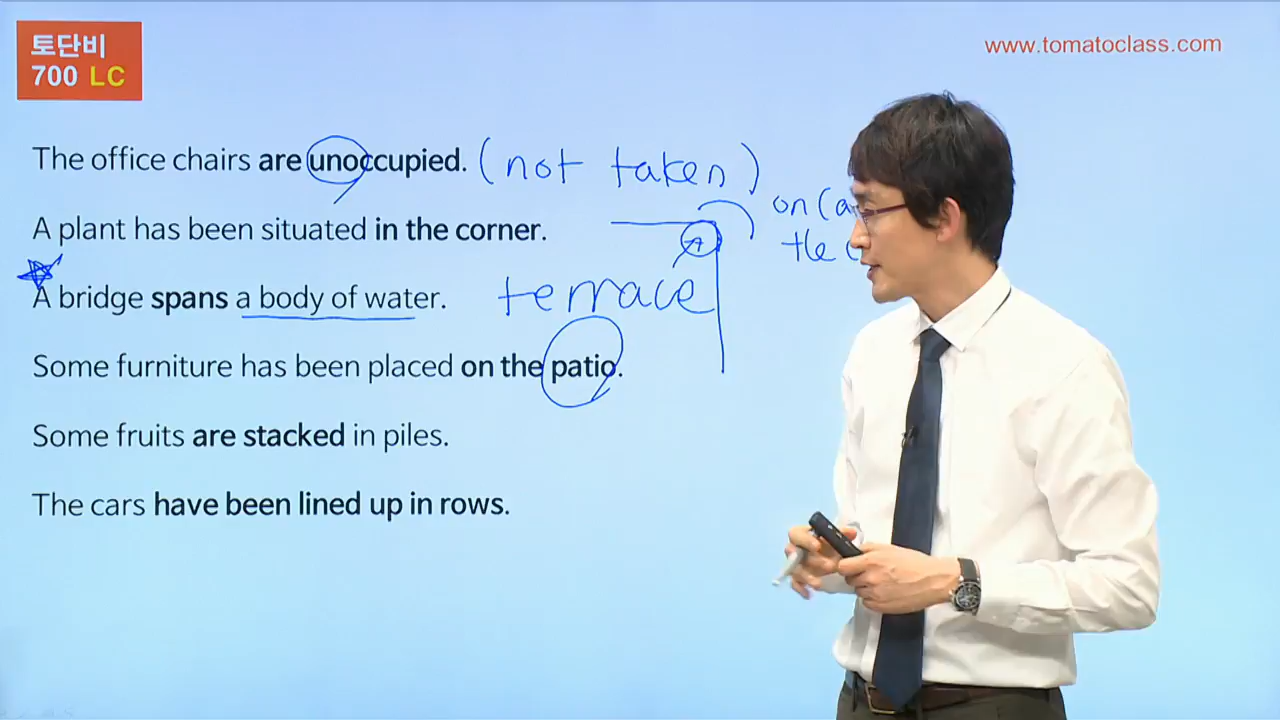 토단비
700 LC
www.tomatoclass.com
The office chairs are unoccupied. (not taken)
A plant has been situated in the corner.
on (a
the
A bridge spans a body of water. terrace
Some furniture has been placed on the patio.
Some fruits are stacked in piles.
The cars have been lined up in rows.